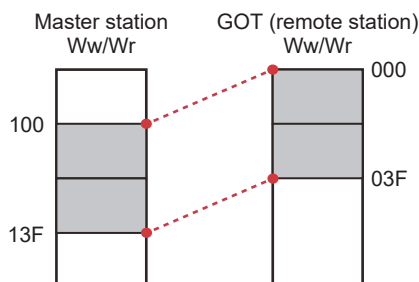 Master station
Ww/Wr
GOT (remote station)
Ww/Wr
000
100
03F
13F